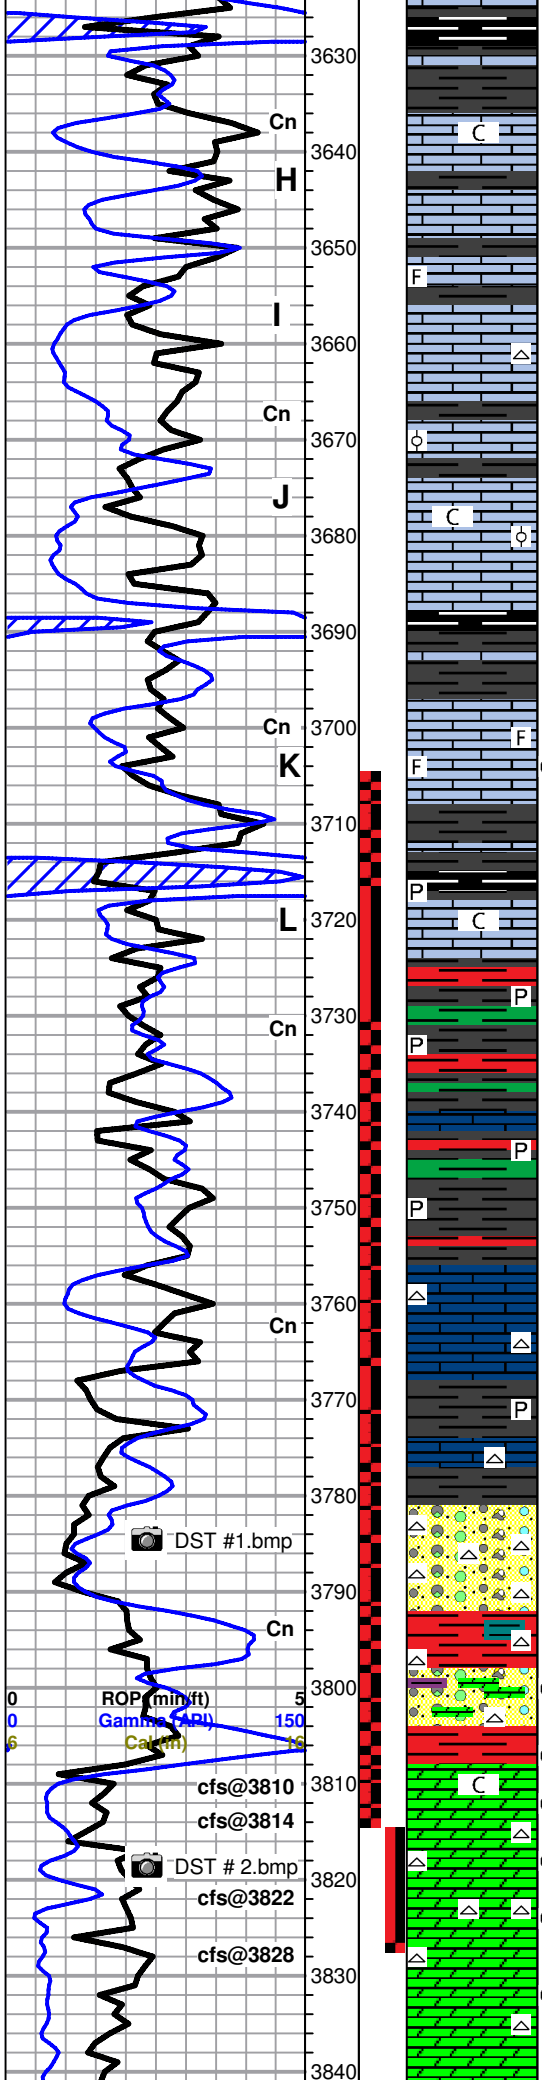 3630
Cn
C
3640
H
3650
F
I
3660
Cn
3670
J
C
3680
3690
Cn
3700
F
K
F
3710
P
L
3720
C
P
3730
Cn
P
3740
P
3750
P
3760
Cn
3770
P
3780
DST #1.bmp
3790
Cn
3800
0 ROP (min/ft) 5
0 Gamma (API) 150
6 Cal (in) 16
3810
cfs@3810
C
cfs@3814
DST # 2.bmp
3820
cfs@3822
cfs@3828
3830
3840